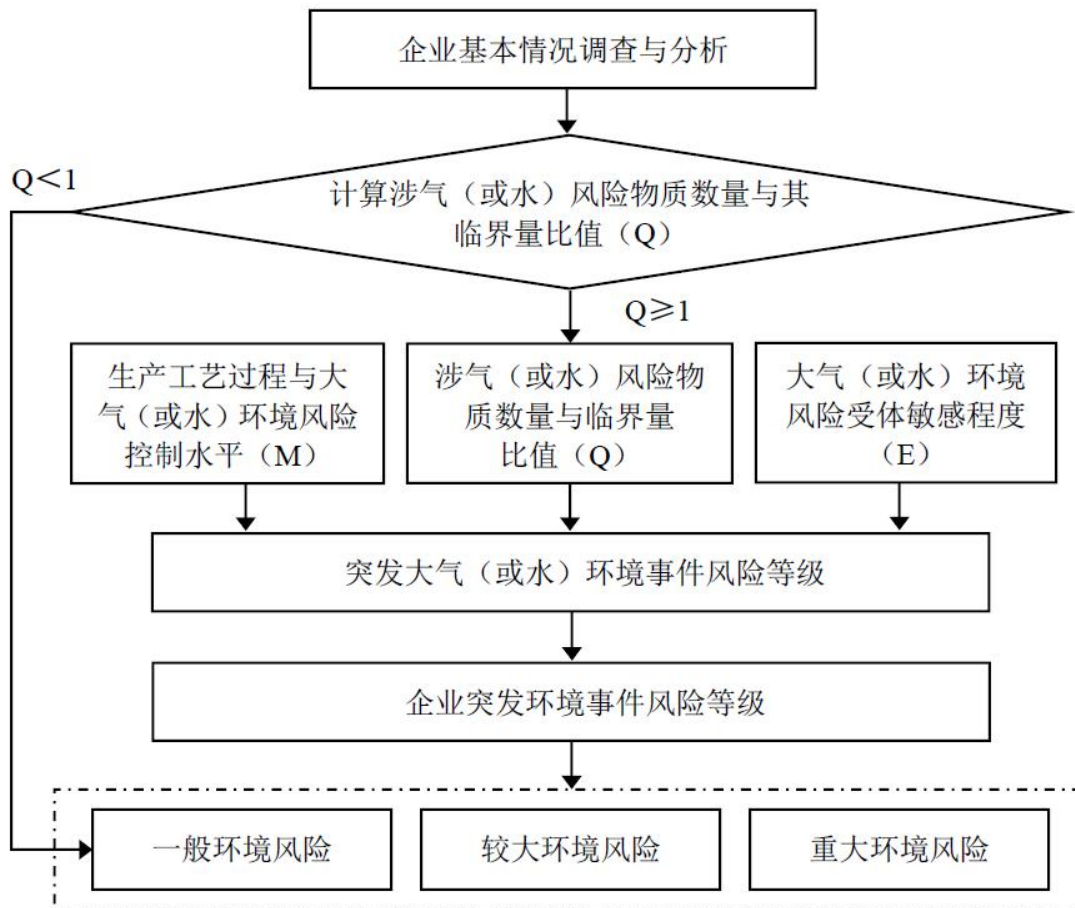 企业基本情况调查与分析
Q＜1
计算涉气（或水）风险物质数量与其
临界量比值（Q）
Q≥1
生产工艺过程与大
气（或水）环境风险
控制水平（M）
涉气（或水）风险物
质数量与临界量
比值（Q）
大气（或水）环境
风险受体敏感程度
（E）
突发大气（或水）环境事件风险等级
企业突发环境事件风险等级
一般环境风险
较大环境风险
重大环境风险